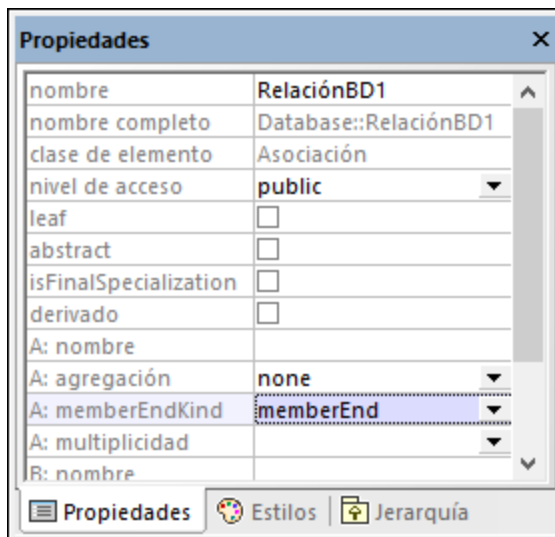 Propiedades
nombre RelaciónBD1
nombre completo Database::RelaciónBD1
clase de elemento Asociación
nivel de acceso public
leaf
abstract
isFinalSpecialization
derivado
A: nombre
A: agregación none
A: memberEndKind memberEnd
A: multiplicidad
B: nombre
Propiedades Estilos Jerarquía